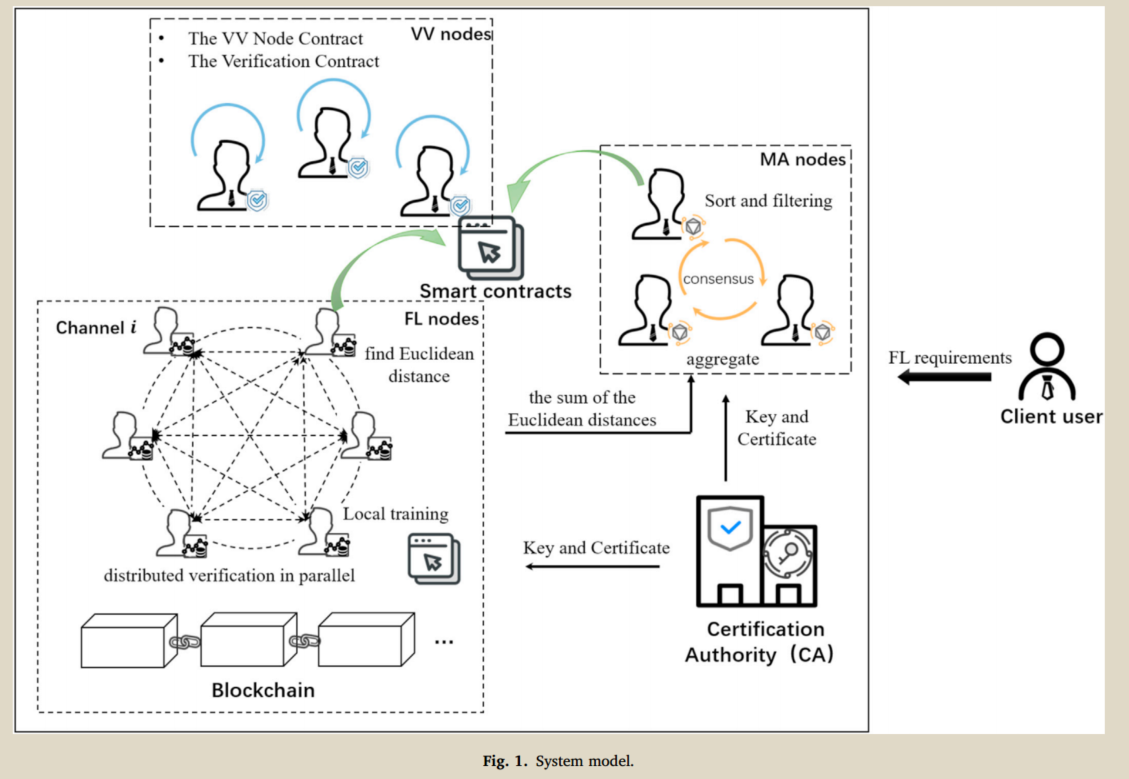 • The VV Node Contract
• The Verification Contract
VV nodes
MA nodes
Sort and filtering
consensus
aggregate
Smart contracts
Channel i
FL nodes
find Euclidean
distance
Local training
distributed verification in parallel
...
Blockchain
the sum of the
Euclidean distances
Key and
Certificate
Key and Certificate
Certification
Authority（CA）
FL requirements
Client user
Fig. 1. System model.